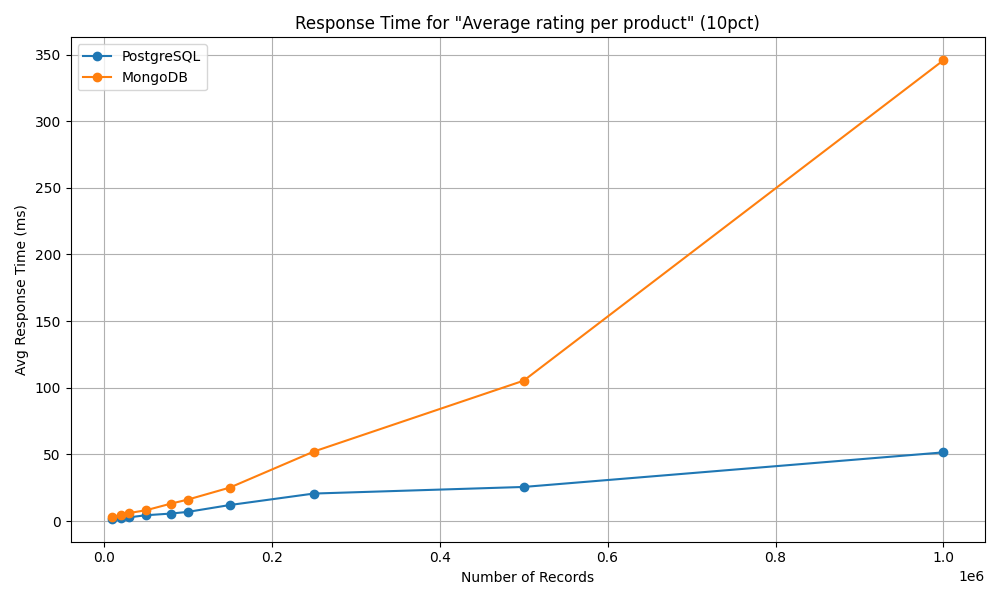 Response Time for "Average rating per product" (10pct)
PostgreSQL
MongoDB
350
300
250
200
150
100
50
0
Avg Response Time (ms)
0.0 0.2 0.4 0.6 0.8 1.0
1e6
Number of Records